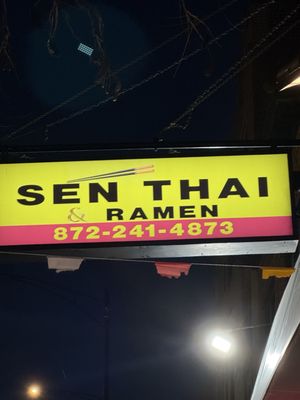 SEN THAI
& RAMEN
872-241-4873